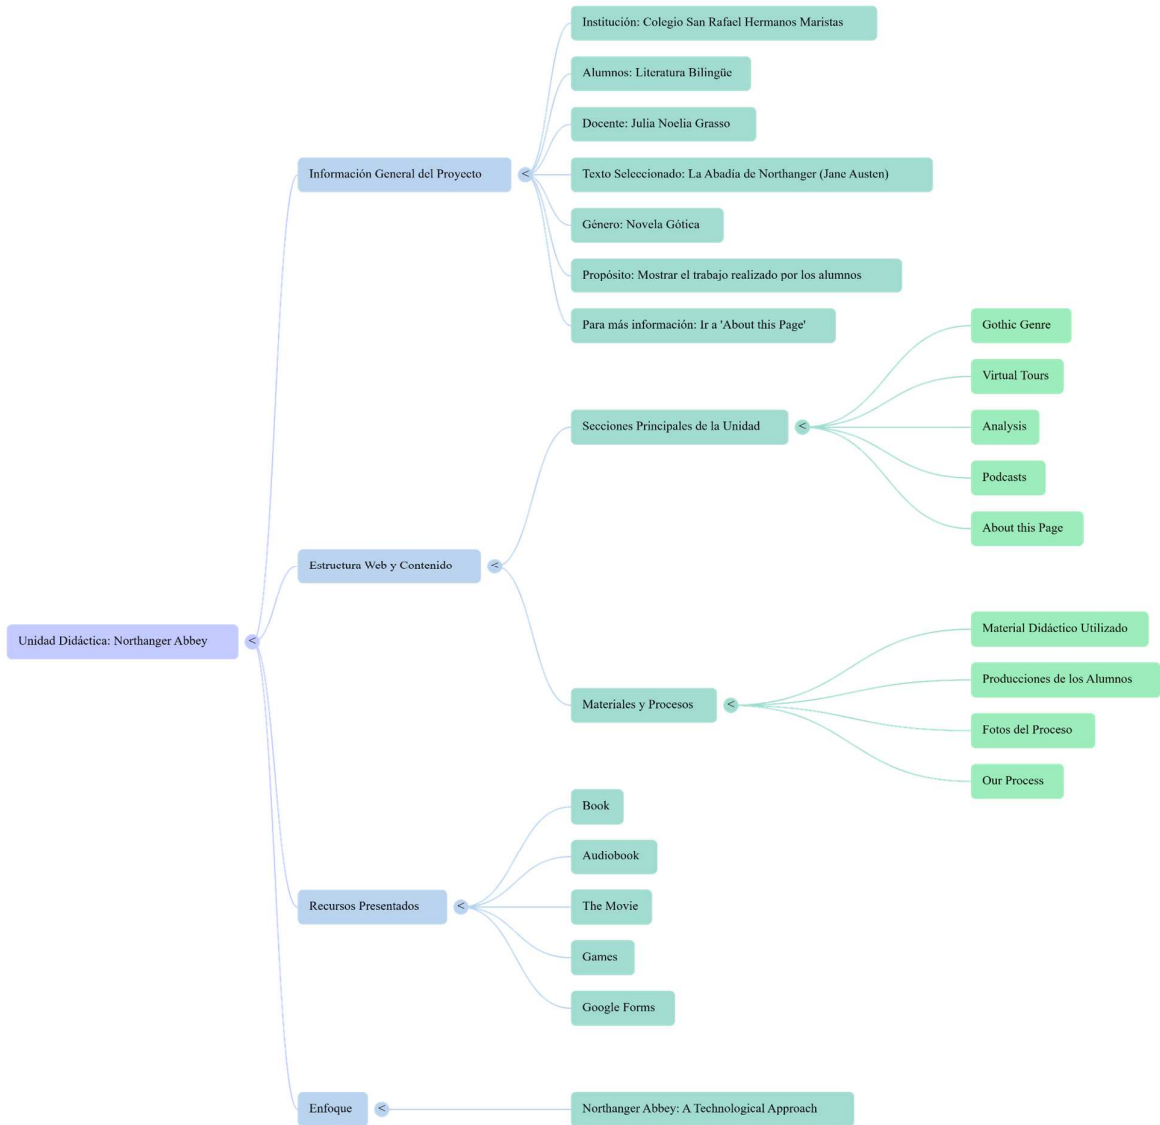 Unidad Didáctica: Northanger Abbey
Información General del Proyecto
Institución: Colegio San Rafael Hermanos Maristas
Alumnos: Literatura Bilingüe
Docente: Julia Noelia Grasso
Texto Seleccionado: La Abadía de Northanger (Jane Austen)
Género: Novela Gótica
Propósito: Mostrar el trabajo realizado por los alumnos
Para más información: Ir a 'About this Page'
Estructura Web y Contenido
Secciones Principales de la Unidad
Gothic Genre
Virtual Tours
Analysis
Podcasts
About this Page
Materiales y Procesos
Material Didáctico Utilizado
Producciones de los Alumnos
Fotos del Proceso
Our Process
Recursos Presentados
Book
Audiobook
The Movie
Games
Google Forms
Enfoque
Northanger Abbey: A Technological Approach